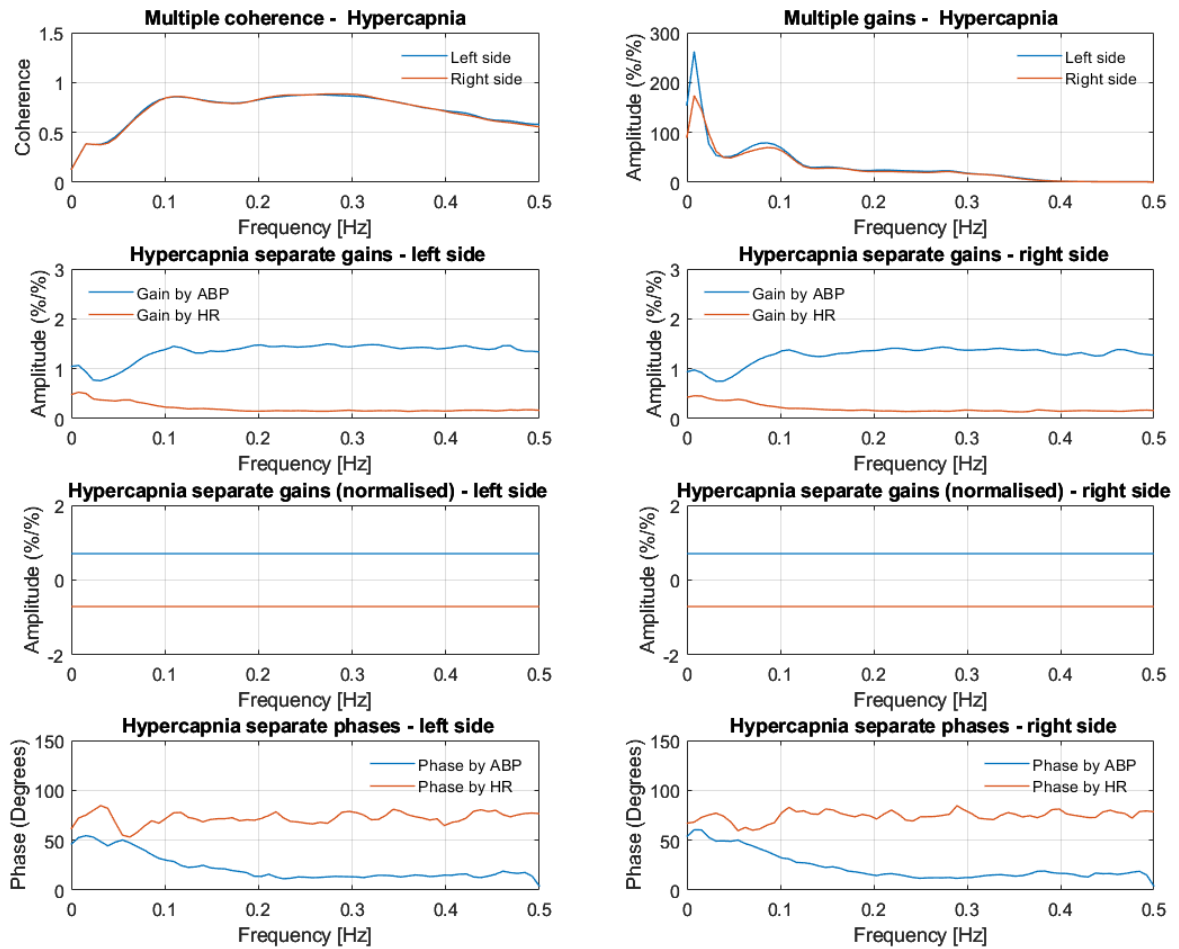 Multiple coherence - Hypercapnia
Coherence
1.5
1
0.5
0
Left side
Right side
0 0.1 0.2 0.3 0.4 0.5
Frequency [Hz]
Multiple gains - Hypercapnia
Amplitude (%/%)
300
200
100
0
Left side
Right side
0 0.1 0.2 0.3 0.4 0.5
Frequency [Hz]
Hypercapnia separate gains - left side
Amplitude (%/%)
3
2
1
0
Gain by ABP
Gain by HR
0 0.1 0.2 0.3 0.4 0.5
Frequency [Hz]
Hypercapnia separate gains - right side
Amplitude (%/%)
3
2
1
0
Gain by ABP
Gain by HR
0 0.1 0.2 0.3 0.4 0.5
Frequency [Hz]
Hypercapnia separate gains (normalised) - left side
Amplitude (%/%)
2
0
-2
0 0.1 0.2 0.3 0.4 0.5
Frequency [Hz]
Hypercapnia separate gains (normalised) - right side
Amplitude (%/%)
2
0
-2
0 0.1 0.2 0.3 0.4 0.5
Frequency [Hz]
Hypercapnia separate phases - left side
Phase (Degrees)
150
100
50
0
Phase by ABP
Phase by HR
0 0.1 0.2 0.3 0.4 0.5
Frequency [Hz]
Hypercapnia separate phases - right side
Phase (Degrees)
150
100
50
0
Phase by ABP
Phase by HR
0 0.1 0.2 0.3 0.4 0.5
Frequency [Hz]